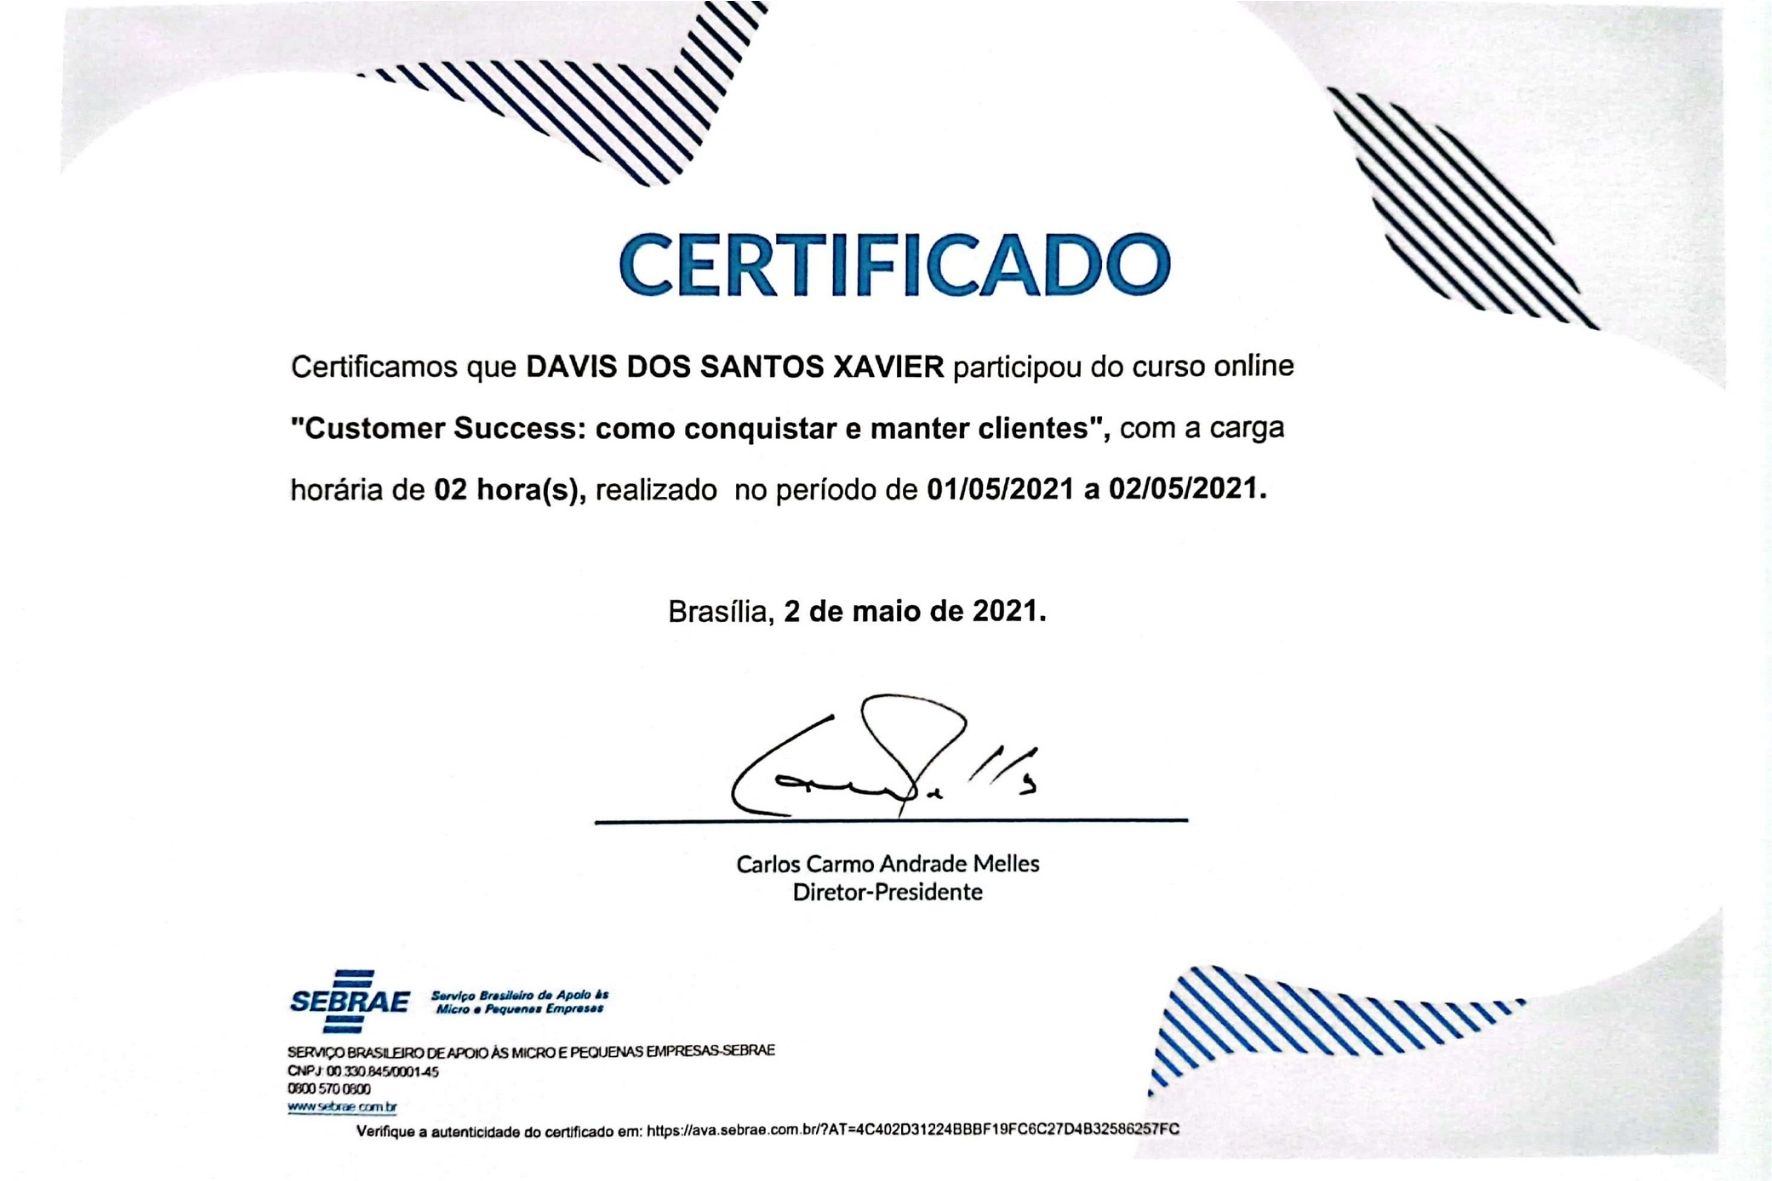 CERTIFICADO
Certificamos que DAVIS DOS SANTOS XAVIER participou do curso online
"Customer Success: como conquistar e manter clientes", com a carga
horária de 02 hora(s), realizado no período de 01/05/2021 a 02/05/2021.
Brasília, 2 de maio de 2021.
Carlos Carmo Andrade Melles
Diretor-Presidente
SEBRAE
Serviço Brasileiro de Apoio às
Micro e Pequenas Empresas
SERVIÇO BRASILEIRO DE APOIO ÀS MICRO E PEQUENAS EMPRESAS-SEBRAE
CNPJ: 00.330.845/0001-45
0800 570 0800
www.sebrae.com.br
Verifique a autenticidade do certificado em: https://ava.sebrae.com.br/?AT=4C402D31224BBBF19FC6C27D4B32586257FC